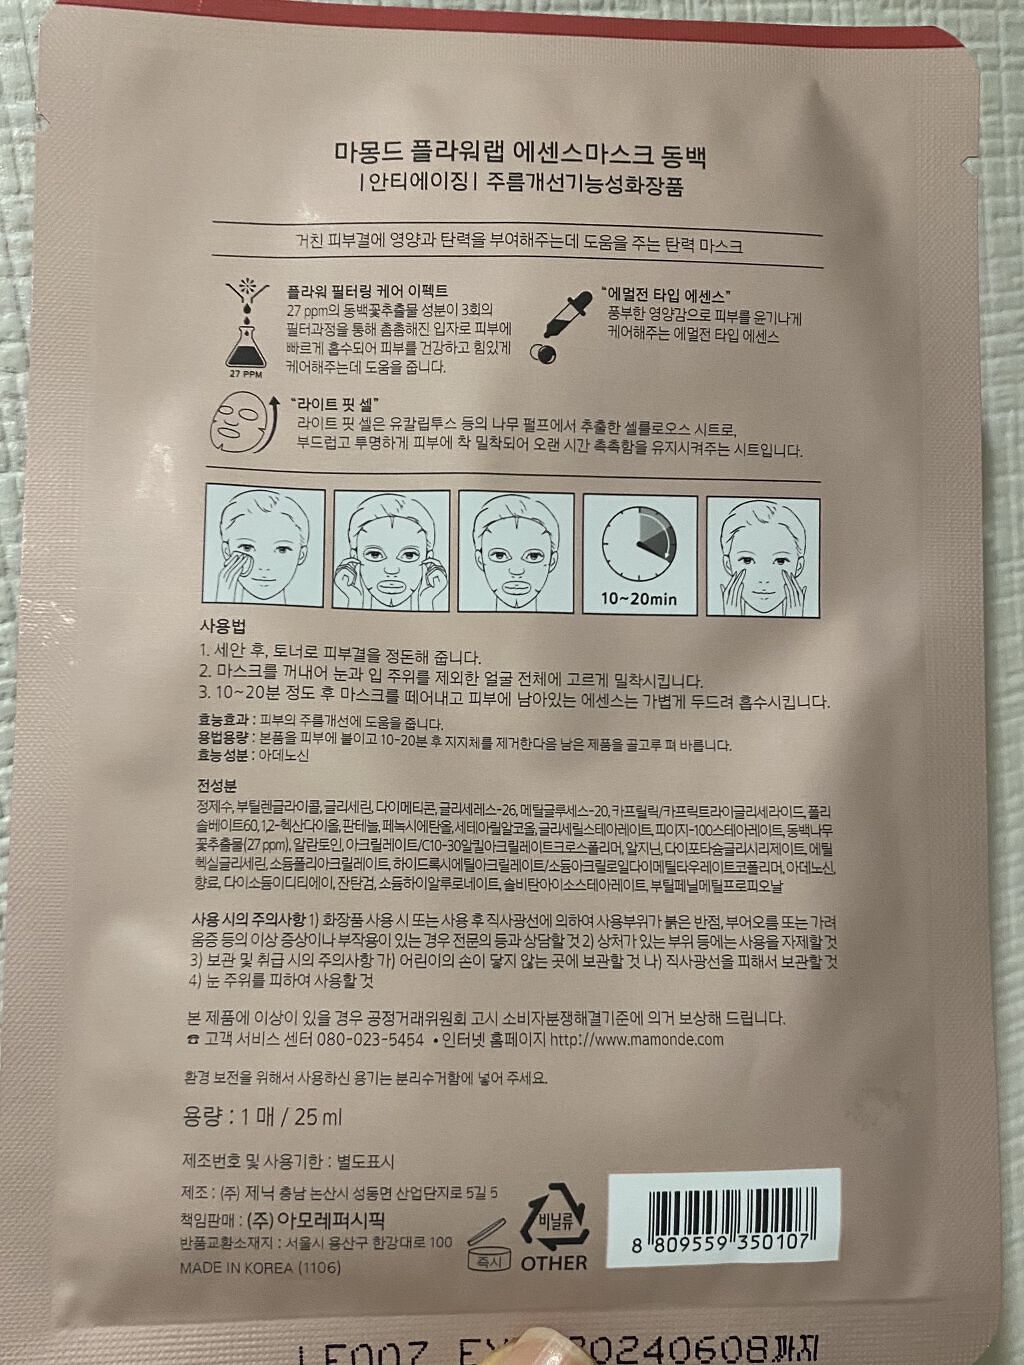 마몽드 플라워랩 에센스마스크 동백
|안티에이징| 주름개선기능성화장품
거친 피부결에 영양과 탄력을 부여해주는데 도움을 주는 탄력 마스크
플라워 필터링 케어 이펙트
27 ppm의 동백꽃추출물 성분이 3회의
필터과정을 통해 촘촘해진 입자로 피부에
빠르게 흡수되어 피부를 건강하고 힘있게
케어해주는데 도움을 줍니다.
27 PPM
"에멀전 타입 에센스"
풍부한 영양감으로 피부를 윤기나게
케어해주는 에멀전 타입 에센스
"라이트 핏 셀"
라이트 핏 셀은 유칼립투스 등의 나무 펄프에서 추출한 셀룰로오스 시트로,
부드럽고 투명하게 피부에 착 밀착되어 오랜 시간 촉촉함을 유지시켜주는 시트입니다.
10~20min
사용법
1. 세안 후, 토너로 피부결을 정돈해 줍니다.
2. 마스크를 꺼내어 눈과 입 주위를 제외한 얼굴 전체에 고르게 밀착시킵니다.
3. 10~20분 정도 후 마스크를 떼어내고 피부에 남아있는 에센스는 가볍게 두드려 흡수시킵니다.
효능효과 : 피부의 주름개선에 도움을 줍니다.
용법용량 : 본품을 피부에 붙이고 10-20분 후 지지체를 제거한다음 남은 제품을 골고루 펴 바릅니다.
효능성분 : 아데노신
전성분
정제수, 부틸렌글라이콜, 글리세린, 다이메티콘, 글리세레스-26, 메틸글루세스-20, 카프릴릭/카프릭트라이글리세라이드, 폴리
솔베이트60, 1,2-헥산다이올, 판테놀, 페녹시에탄올, 세테아릴알코올, 글리세릴스테아레이트, 피이지-100스테아레이트, 동백나무
꽃추출물(27 ppm), 알란토인, 아크릴레이트/C10-30알킬아크릴레이트크로스폴리머, 알지닌, 다이포타슘글리시리제이트, 에틸
헥실글리세린, 소듐폴리아크릴레이트, 하이드록시에틸아크릴레이트/소듐아크릴로일다이메틸타우레이트코폴리머, 아데노신,
향료, 다이소듐이디티에이, 잔탄검, 소듐하이알루로네이트, 솔비탄아이소스테아레이트, 부틸페닐메틸프로피오날
사용 시의 주의사항 1) 화장품 사용 시 또는 사용 후 직사광선에 의하여 사용부위가 붉은 반점, 부어오름 또는 가려
움증 등의 이상 증상이나 부작용이 있는 경우 전문의 등과 상담할 것 2) 상처가 있는 부위 등에는 사용을 자제할 것
3) 보관 및 취급 시의 주의사항 가) 어린이의 손이 닿지 않는 곳에 보관할 것 나) 직사광선을 피해서 보관할 것
4) 눈 주위를 피하여 사용할 것
본 제품에 이상이 있을 경우 공정거래위원회 고시 소비자분쟁해결기준에 의거 보상해 드립니다.
☎ 고객 서비스 센터 080-023-5454 • 인터넷 홈페이지 http://www.mamonde.com
환경 보전을 위해서 사용하신 용기는 분리수거함에 넣어 주세요.
용량 : 1 매 / 25 ml
제조번호 및 사용기한 : 별도표시
제조 : (주) 제닉 충남 논산시 성동면 산업단지로 5길 5
책임판매 : (주)아모레퍼시픽
반품교환소재지 : 서울시 용산구 한강대로 100
MADE IN KOREA (1106)
즉시
비닐류
OTHER
8 809559 350107
LF007 20240608까지